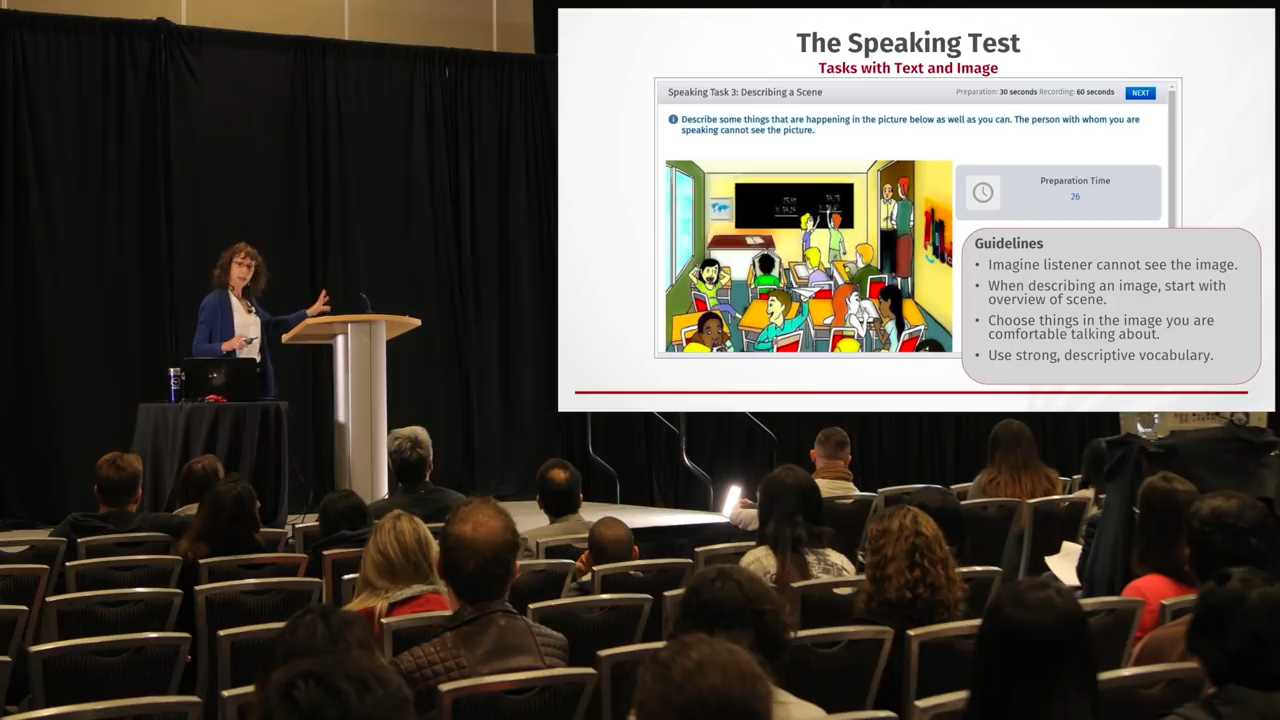 The Speaking Test
Tasks with Text and Image
Speaking Task 3: Describing a Scene
Preparation: 30 seconds Recording: 60 seconds
NEXT
Describe some things that are happening in the picture below as well as you can. The person with whom you are
speaking cannot see the picture.
Preparation Time
26
Guidelines
• Imagine listener cannot see the image.
• When describing an image, start with
overview of scene.
• Choose things in the image you are
comfortable talking about.
• Use strong, descriptive vocabulary.